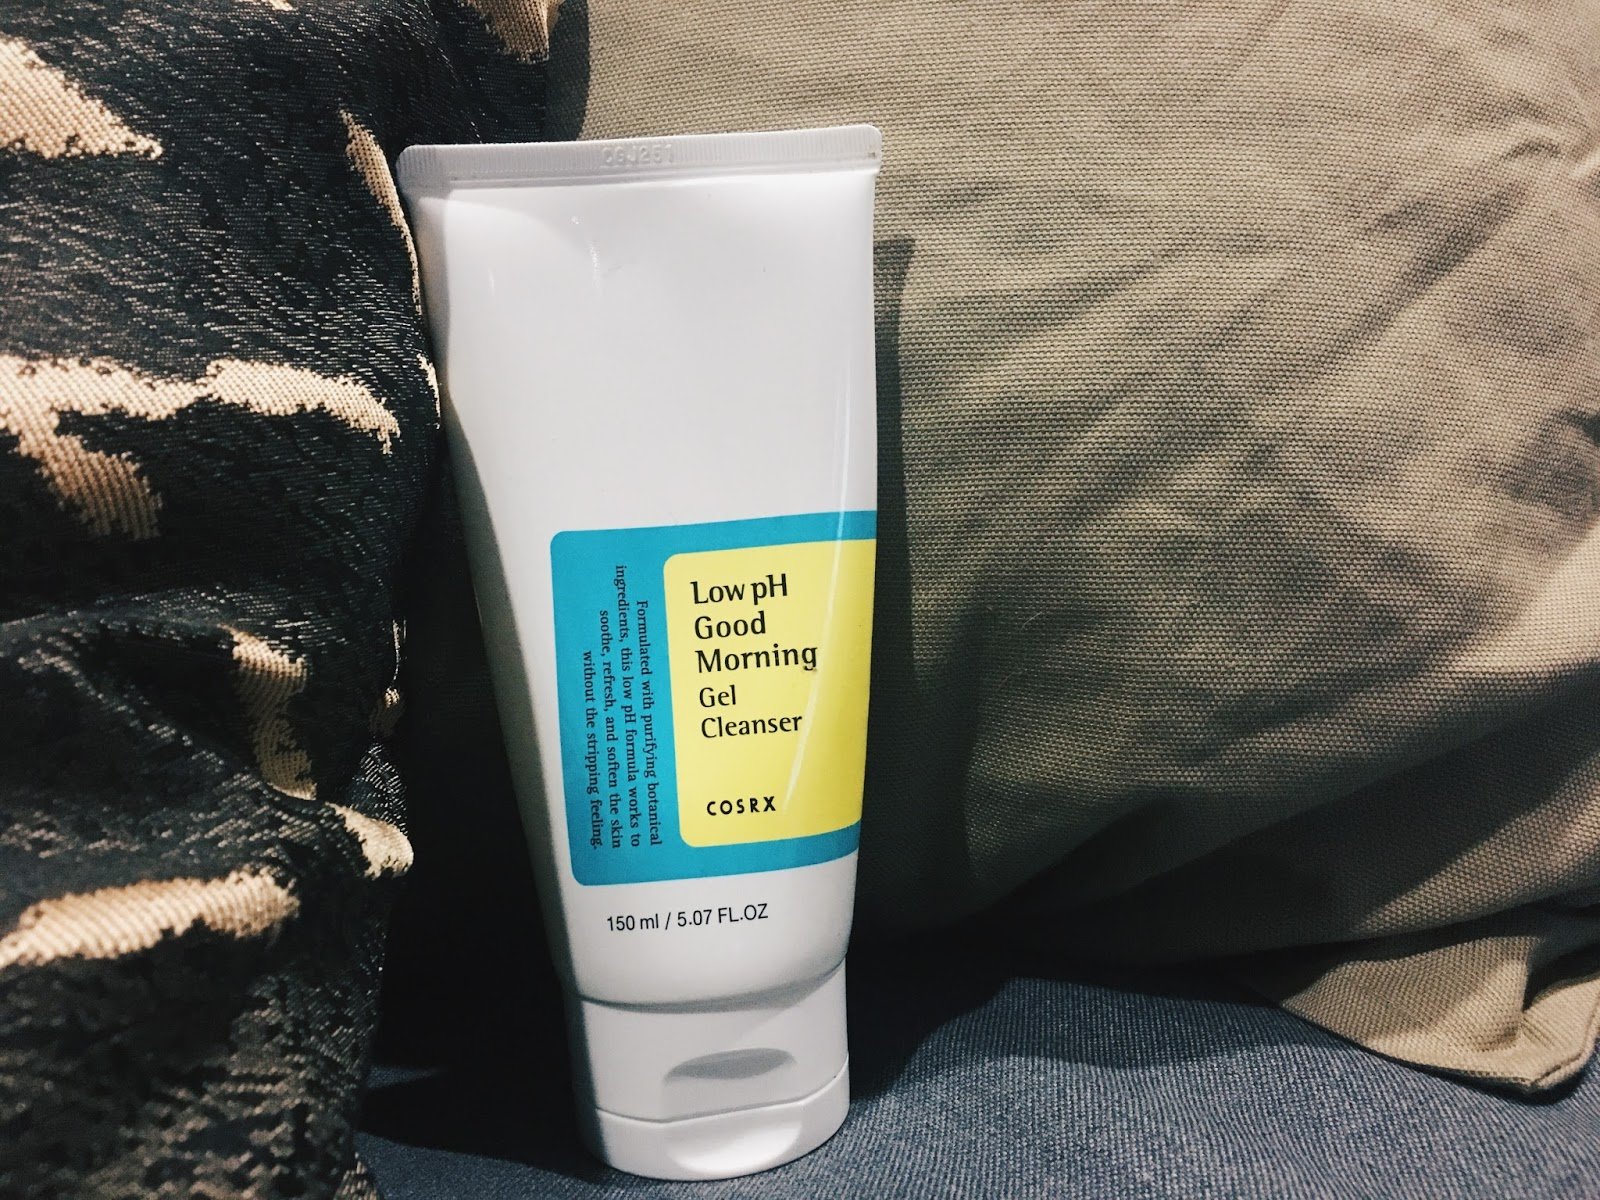 Low pH
Good
Morning
Gel
Cleanser
COSRX
Formulated with purifying botanical
ingredients, this low pH formula works to
soothe, refresh, and soften the skin
without the stripping feeling.
150 ml / 5.07 FL.OZ